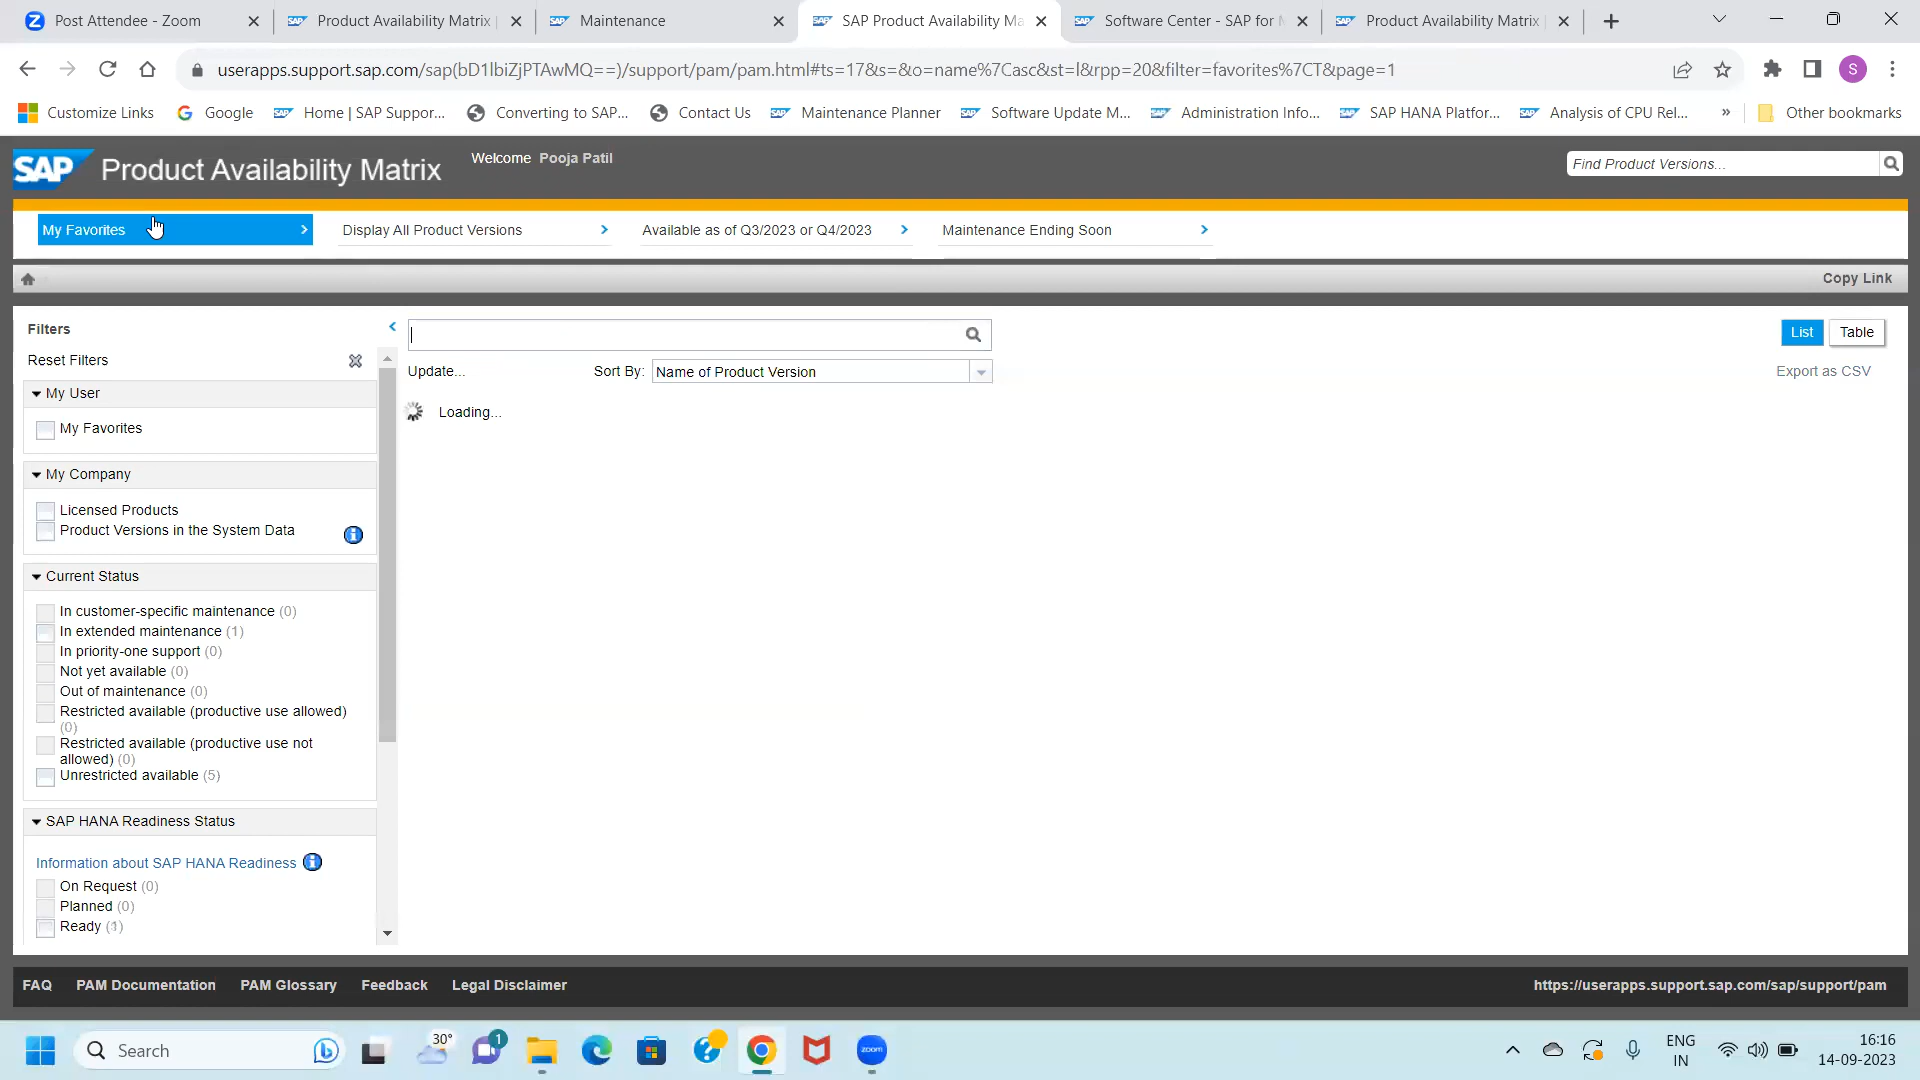 Post Attendee - Zoom
Product Availability Matrix
Maintenance
SAP Product Availability Ma
Software Center - SAP for M
Product Availability Matrix
userapps.support.sap.com/sap(bD1lbiZjPTAwMQ==)/support/pam/pam.html#ts=17&s=&o=name%7Casc&st=l&rpp=20&filter=favorites%7CT&page=1
S
Customize Links
Google
Home | SAP Suppor...
Converting to SAP...
Contact Us
Maintenance Planner
Software Update M...
Administration Info...
SAP HANA Platfor...
Analysis of CPU Rel...
»
Other bookmarks
SAP
Product Availability Matrix
Welcome Pooja Patil
Find Product Versions...
My Favorites
Display All Product Versions
Available as of Q3/2023 or Q4/2023
Maintenance Ending Soon
Copy Link
Filters
Reset Filters
My User
My Favorites
My Company
Licensed Products
Product Versions in the System Data
Current Status
In customer-specific maintenance (0)
In extended maintenance (1)
In priority-one support (0)
Not yet available (0)
Out of maintenance (0)
Restricted available (productive use allowed)
(0)
Restricted available (productive use not
allowed) (0)
Unrestricted available (5)
SAP HANA Readiness Status
Information about SAP HANA Readiness
On Request (0)
Planned (0)
Ready
List
Table
Update...
Sort By:
Name of Product Version
Export as CSV
Loading...
FAQ
PAM Documentation
PAM Glossary
Feedback
Legal Disclaimer
https://userapps.support.sap.com/sap/support/pam
Search
30°
1
zoom
ENG
IN
16:16
14-09-2023